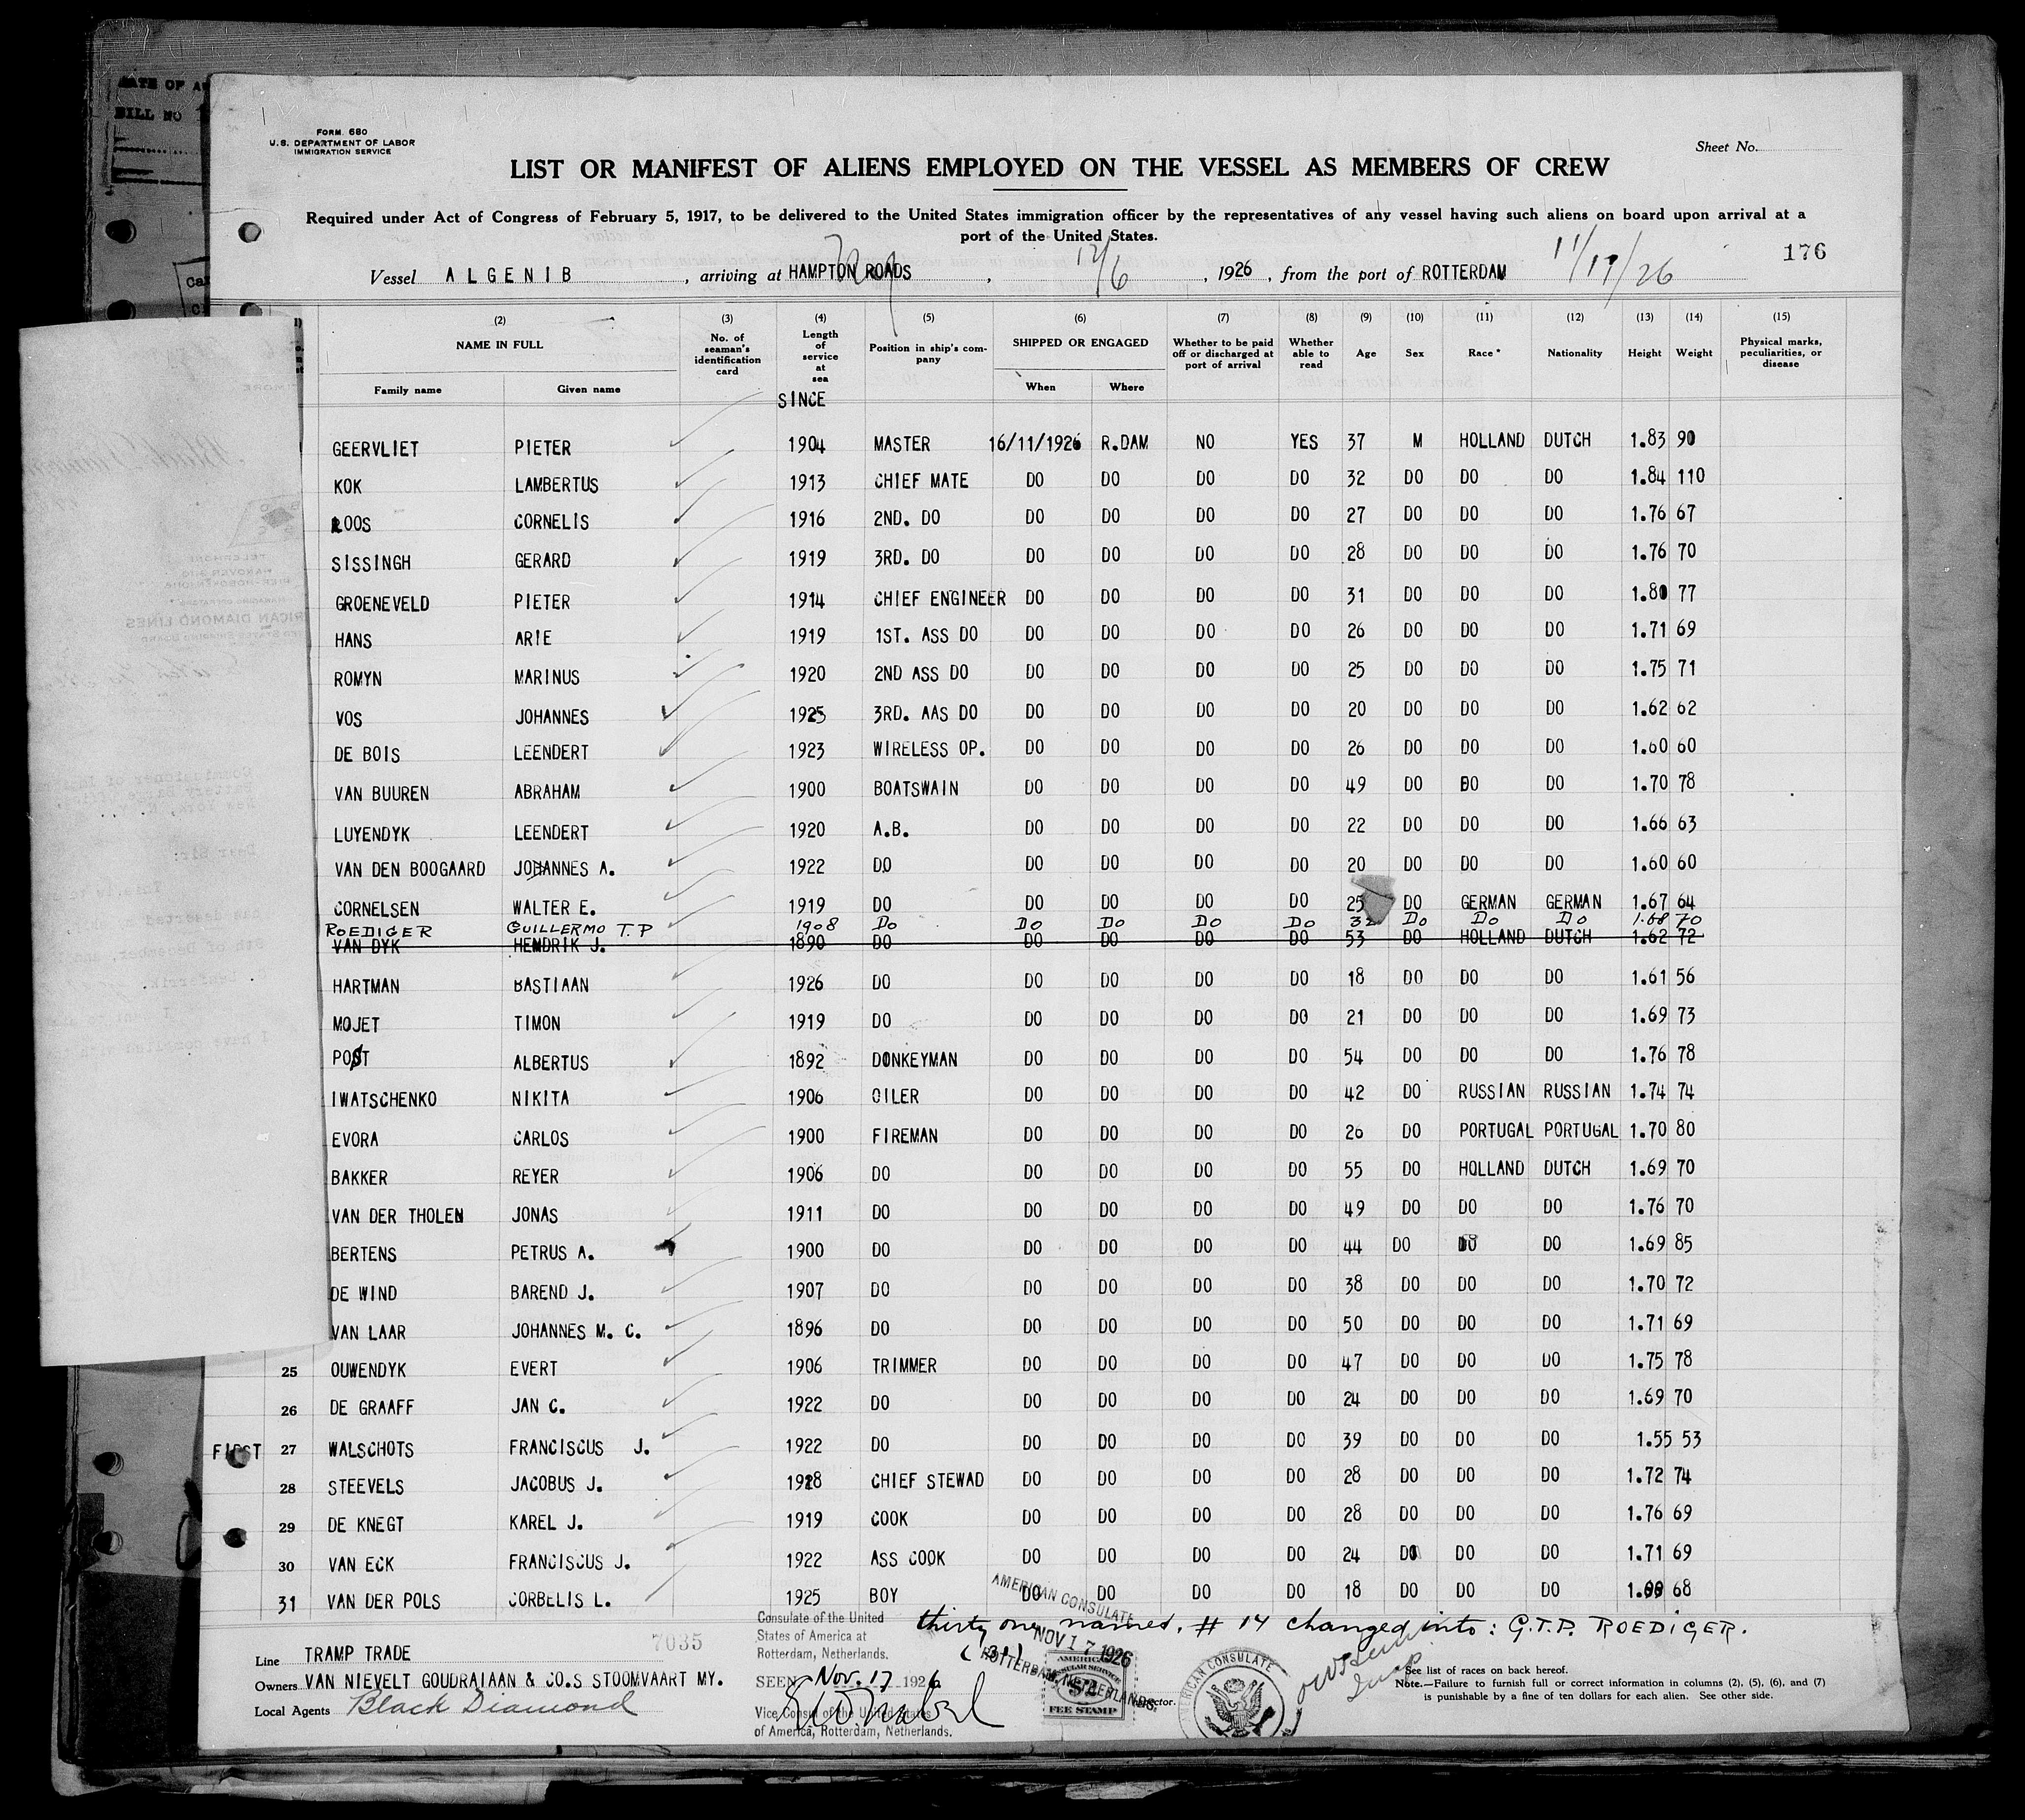 DATE OF
BILL NO
FORM 680
U.S. DEPARTMENT OF LABOR
IMMIGRATION SERVICE
Sheet No.
LIST OR MANIFEST OF ALIENS EMPLOYED ON THE VESSEL AS MEMBERS OF CREW
Required under Act of Congress of February 5, 1917, to be delivered to the United States immigration officer by the representatives of any vessel having such aliens on board upon arrival at a
port of the United States.
176
Vessel ALGENIB, arriving at HAMPTON ROADS, 12/6, 1926, from the port of ROTTERDAM 11/17/26
(2) (3) (4) (5) (6) (7) (8) (9) (10) (11) (12) (13) (14) (15)
NAME IN FULL Family name Given name No. of seaman's identification card Length of service at sea Position in ship's company SHIPPED OR ENGAGED When Where Whether to be paid off or discharged at port of arrival Whether able to read Age Sex Race* Nationality Height Weight Physical marks, peculiarities, or disease
SINCE
GEERVLIET PIETER 1904 MASTER 16/11/1926 R.DAM NO YES 37 M HOLLAND DUTCH 1.83 90
KOK LAMBERTUS 1913 CHIEF MATE DO DO DO DO 32 DO DO DO 1.84 110
LOOS CORNELIS 1916 2ND. DO DO DO DO DO 27 DO DO DO 1.76 67
SISSINGH GERARD 1919 3RD. DO DO DO DO DO 28 DO DO DO 1.76 70
GROENEVELD PIETER 1914 CHIEF ENGINEER DO DO DO DO 31 DO DO DO 1.80 77
HANS ARIE 1919 1ST. ASS DO DO DO DO DO 26 DO DO DO 1.71 69
ROMYN MARINUS 1920 2ND ASS DO DO DO DO DO 25 DO DO DO 1.75 71
VOS JOHANNES 1925 3RD. AAS DO DO DO DO DO 20 DO DO DO 1.62 62
DE BOIS LEENDERT 1923 WIRELESS OP. DO DO DO DO 26 DO DO DO 1.60 60
VAN BUUREN ABRAHAM 1900 BOATSWAIN DO DO DO DO 49 DO DO DO 1.70 78
LUYENDYK LEENDERT 1920 A.B. DO DO DO DO 22 DO DO DO 1.66 63
VAN DEN BOOGAARD JOHANNES A. 1922 DO DO DO DO DO 20 DO DO DO 1.60 60
CORNELSEN WALTER E. 1919 DO DO DO DO DO 25 DO GERMAN GERMAN 1.67 64
ROEDIGER GUILLERMO T.P 1908 Do Do Do Do Do 32 Do Do Do 1.68 70
VAN DYK HENDRIK J. 1890 DO DO DO DO DO 53 DO HOLLAND DUTCH 1.62 72
HARTMAN BASTIAAN 1926 DO DO DO DO DO 18 DO DO DO 1.61 56
MOJET TIMON 1919 DO DO DO DO DO 21 DO DO DO 1.69 73
POST ALBERTUS 1892 DONKEYMAN DO DO DO DO 54 DO DO DO 1.76 78
IWATSCHENKO NIKITA 1906 OILER DO DO DO DO 42 DO RUSSIAN RUSSIAN 1.74 74
EVORA CARLOS 1900 FIREMAN DO DO DO DO 26 DO PORTUGAL PORTUGAL 1.70 80
BAKKER REYER 1906 DO DO DO DO DO 55 DO HOLLAND DUTCH 1.69 70
VAN DER THOLEN JONAS 1911 DO DO DO DO DO 49 DO DO DO 1.76 70
BERTENS PETRUS A. 1900 DO DO DO DO DO 44 DO DO DO 1.69 85
DE WIND BAREND J. 1907 DO DO DO DO DO 38 DO DO DO 1.70 72
VAN LAAR JOHANNES M. C. 1896 DO DO DO DO DO 50 DO DO DO 1.71 69
25 OUWENDYK EVERT 1906 TRIMMER DO DO DO DO 47 DO DO DO 1.75 78
26 DE GRAAFF JAN C. 1922 DO DO DO DO DO 24 DO DO DO 1.69 70
FIRST 27 WALSCHOTS FRANCISCUS J. 1922 DO DO DO DO DO 39 DO DO DO 1.55 53
28 STEEVELS JACOBUS J. 1918 CHIEF STEWAD DO DO DO DO 28 DO DO DO 1.72 74
29 DE KNEGT KAREL J. 1919 COOK DO DO DO DO 28 DO DO DO 1.76 69
30 VAN ECK FRANCISCUS J. 1922 ASS COOK DO DO DO DO 24 DO DO DO 1.71 69
31 VAN DER POLS CORBELIS L. 1925 BOY DO DO DO DO 18 DO DO DO 68
thirty one names. # 14 changed into: G.T.P. ROEDIGER.
(31)
7035
Line TRAMP TRADE
Owners VAN NIEVELT GOUDRAIAAN & CO.S STOOMVAART MY.
Local Agents Black Diamond
Consulate of the United
States of America at
Rotterdam, Netherlands.
SEEN Nov. 17 1926
Vice Consul of the United States
of America, Rotterdam, Netherlands.
AMERICAN CONSULATE
NOV 17 1926
ROTTERDAM, NETHERLANDS.
AMERICAN CONSULAR SERVICE
$2
FEE STAMP
AMERICAN CONSULATE
* See list of races on back hereof.
Note.—Failure to furnish full or correct information in columns (2), (5), (6), and (7)
is punishable by a fine of ten dollars for each alien. See other side.